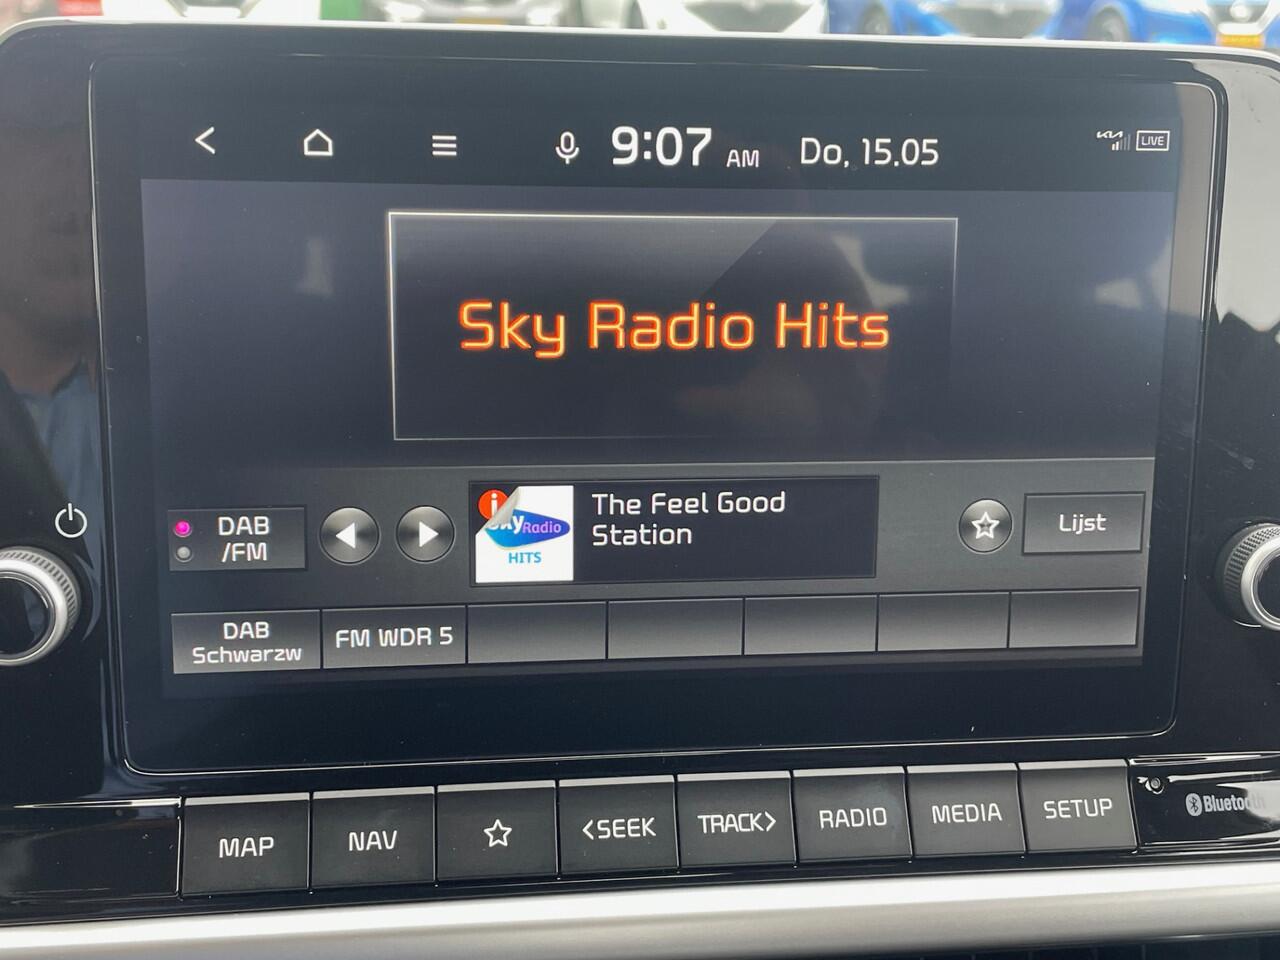 9:07 AM Do, 15.05
LIVE
Sky Radio Hits
DAB
/FM
i
Radio
HITS
The Feel Good
Station
Lijst
DAB
Schwarzw
FM WDR 5
MAP
NAV
<SEEK
TRACK>
RADIO
MEDIA
SETUP
Bluetooth